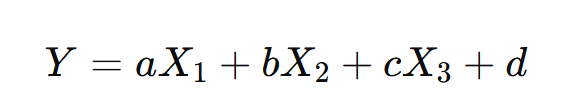 Y = aX₁ + bX₂ + cX₃ + d